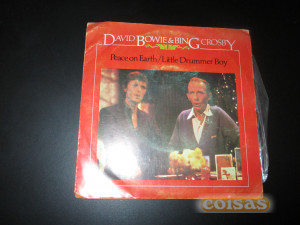 DAVID BOWIE & BING CROSBY
Peace on Earth/Little Drummer Boy
coisas